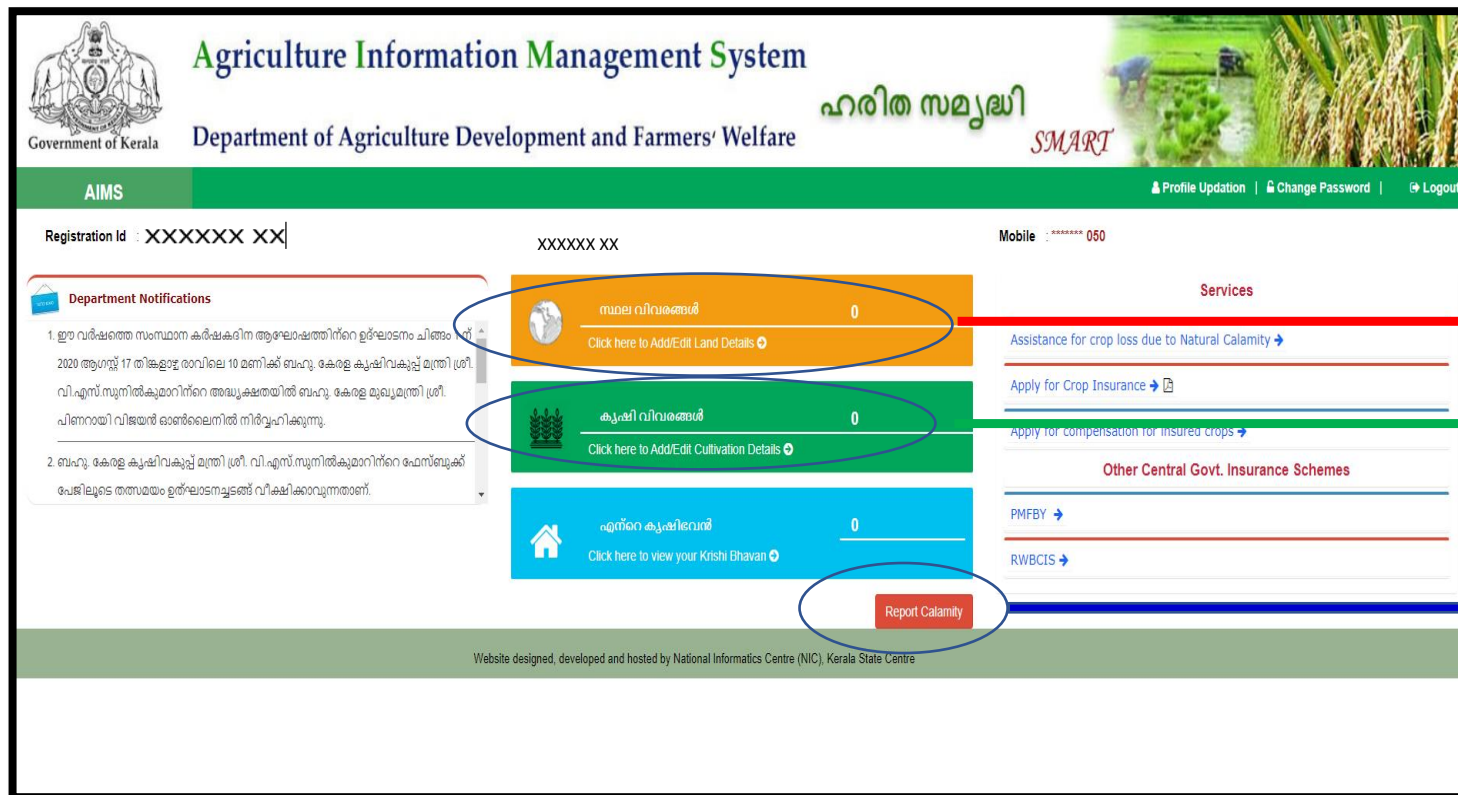 Agriculture Information Management System
ഹരിത സമൃദ്ധി
Government of Kerala
Department of Agriculture Development and Farmers' Welfare
SMART
AIMS
Profile Updation | Change Password | Logout
Registration Id : XXXXXX XX
XXXXXX XX
Mobile : ******* 050
Department Notifications
1. ഈ വർഷത്തെ സംസ്ഥാന കർഷകദിന ആഘോഷത്തിൻറെ ഉദ്ഘാടനം ചിങ്ങം 1 ന്
2020 ആഗസ്റ്റ് 17 തിങ്കളാഴ്ച രാവിലെ 10 മണിക്ക് ബഹു. കേരള കൃഷിവകുപ്പ് മന്ത്രി ശ്രീ.
വി.എസ്.സുനിൽകുമാറിൻറെ അദ്ധ്യക്ഷതയിൽ ബഹു. കേരള മുഖ്യമന്ത്രി ശ്രീ.
പിണറായി വിജയൻ ഓൺലൈനിൽ നിർവ്വഹിക്കുന്നു.
2. ബഹു. കേരള കൃഷിവകുപ്പ് മന്ത്രി ശ്രീ. വി.എസ്.സുനിൽകുമാറിൻറെ ഫേസ്ബുക്ക്
പേജിലൂടെ തത്സമയം ഉത്ഘാടനച്ചടങ്ങ് വീക്ഷിക്കാവുന്നതാണ്.
സ്ഥല വിവരങ്ങൾ 0
Click here to Add/Edit Land Details
കൃഷി വിവരങ്ങൾ 0
Click here to Add/Edit Cultivation Details
എൻറെ കൃഷിഭവൻ 0
Click here to view your Krishi Bhavan
Report Calamity
Services
Assistance for crop loss due to Natural Calamity
Apply for Crop Insurance
Apply for compensation for insured crops
Other Central Govt. Insurance Schemes
PMFBY
RWBCIS
Website designed, developed and hosted by National Informatics Centre (NIC), Kerala State Centre